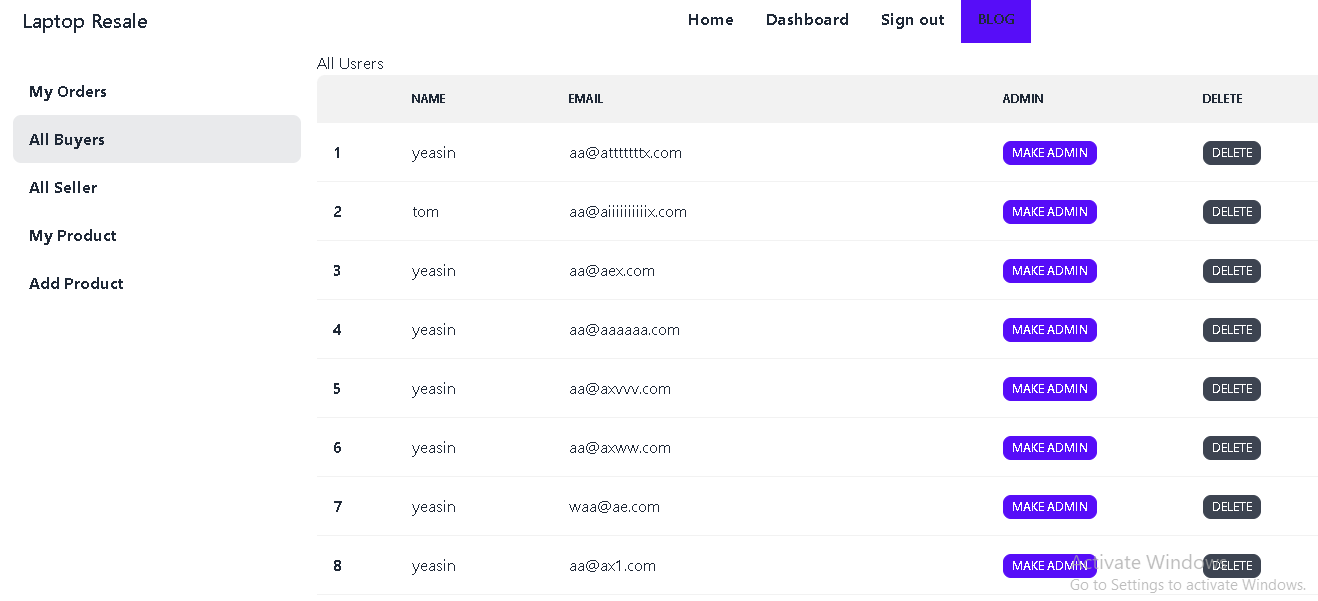 Laptop Resale Home Dashboard Sign out BLOG
All Usrers
My Orders
All Buyers
All Seller
My Product
Add Product
NAME EMAIL ADMIN DELETE
1 yeasin aa@atttttttx.com MAKE ADMIN DELETE
2 tom aa@aiiiiiiiiiix.com MAKE ADMIN DELETE
3 yeasin aa@aex.com MAKE ADMIN DELETE
4 yeasin aa@aaaaaa.com MAKE ADMIN DELETE
5 yeasin aa@axvvv.com MAKE ADMIN DELETE
6 yeasin aa@axww.com MAKE ADMIN DELETE
7 yeasin waa@ae.com MAKE ADMIN DELETE
8 yeasin aa@ax1.com MAKE ADMIN DELETE
Activate Windows
Go to Settings to activate Windows.